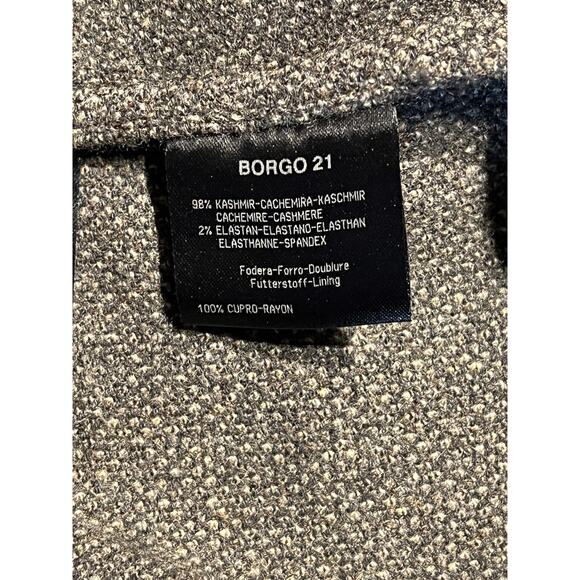 BORGO 21
98% KASHMIR-CACHEMIRA-KASCHMIR
CACHEMIRE-CASHMERE
2% ELASTAN-ELASTANO-ELASTHAN
ELASTHANNE-SPANDEX
Fodera-Forro-Doublure
Futterstoff-Lining
100% CUPRO-RAYON